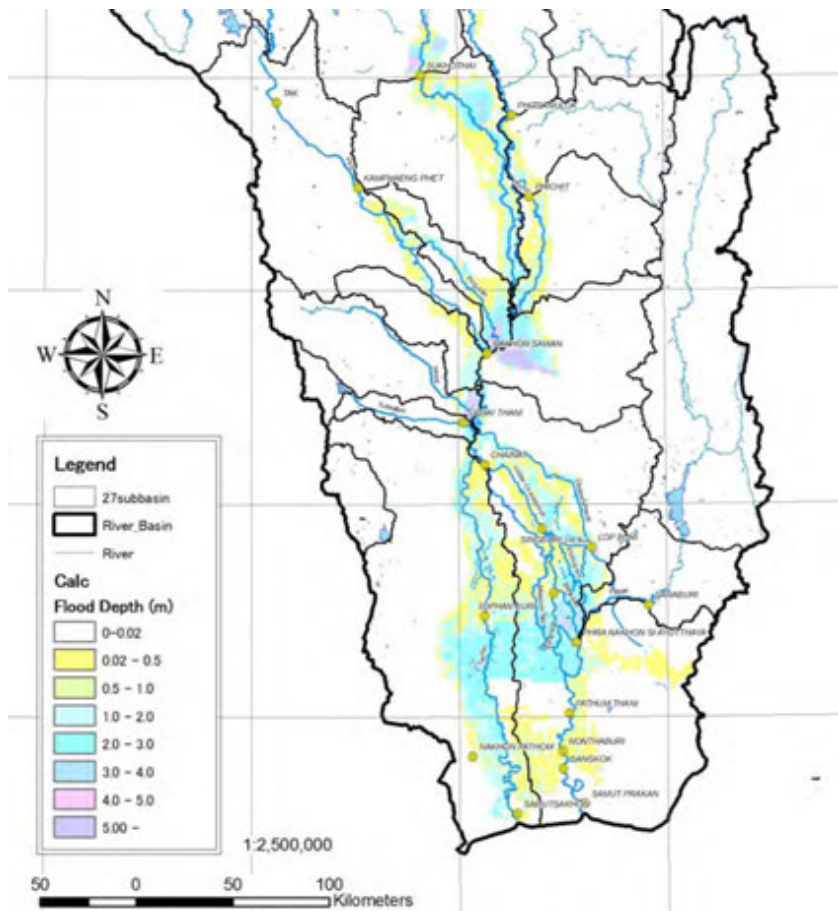 SUKHOTHAI
TAK
PHITSANULOK
KAMPHAENG PHET
PHICHIT
N
W E
S
NAKHON SAWAN
UTHAI THANI
CHAINAT
LOP BURI
SARABURI
SUPHAN BURI
PHRA NAKHON SI AYUTTHAYA
PATHUM THANI
NONTHABURI
NAKHON PATHOM
BANGKOK
SAMUT PRAKAN
SAMUTSAKHON
Legend
27subbasin
River_Basin
River
Calc
Flood Depth (m)
0-0.02
0.02 - 0.5
0.5 - 1.0
1.0 - 2.0
2.0 - 3.0
3.0 - 4.0
4.0 - 5.0
5.00 -
1:2,500,000
50 0 50 100
Kilometers